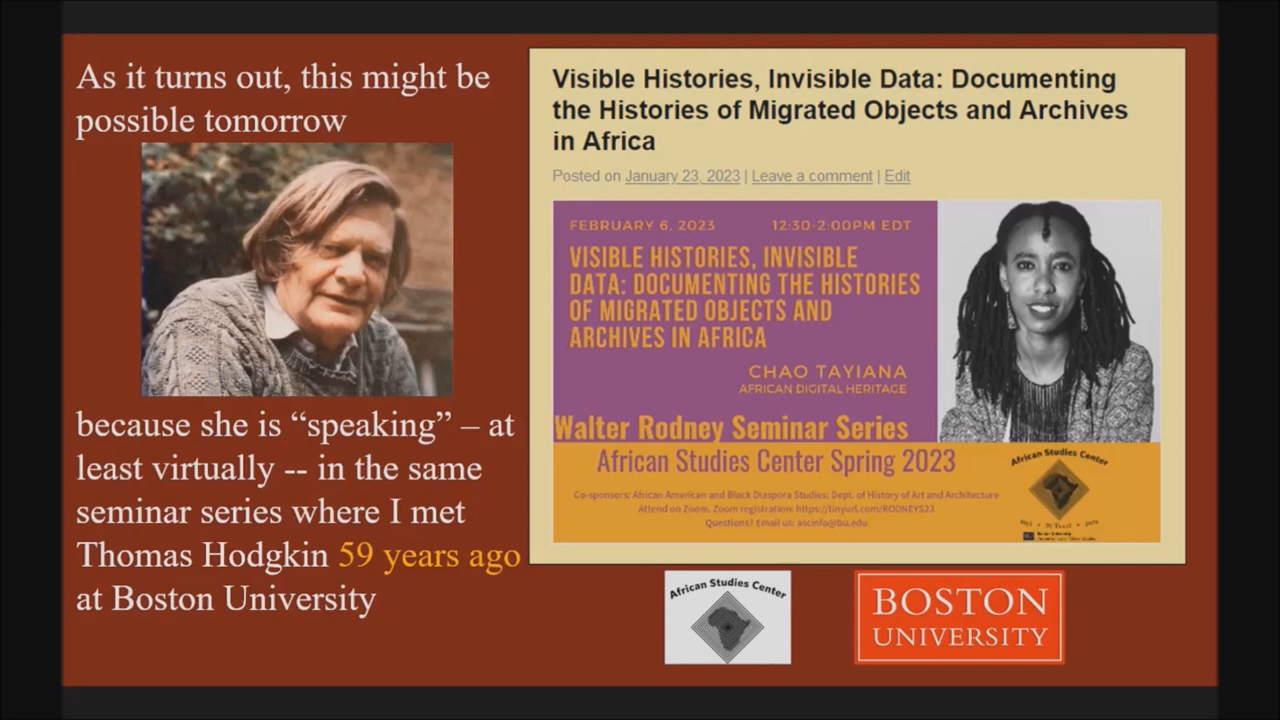 As it turns out, this might be
possible tomorrow
because she is “speaking” – at
least virtually -- in the same
seminar series where I met
Thomas Hodgkin 59 years ago
at Boston University
Visible Histories, Invisible Data: Documenting
the Histories of Migrated Objects and Archives
in Africa
Posted on January 23, 2023 | Leave a comment | Edit
FEBRUARY 6, 2023 12:30-2:00PM EDT
VISIBLE HISTORIES, INVISIBLE
DATA: DOCUMENTING THE HISTORIES
OF MIGRATED OBJECTS AND
ARCHIVES IN AFRICA
CHAO TAYIANA
AFRICAN DIGITAL HERITAGE
Walter Rodney Seminar Series
African Studies Center Spring 2023
Co-sponsors: African American and Black Diaspora Studies; Dept. of History of Art and Architecture
Attend on Zoom. Zoom registration: https://tinyurl.com/RODNEYS23
Questions? Email us: ascinfo@bu.edu
African Studies Center
Boston University
African Studies Center
BOSTON
UNIVERSITY